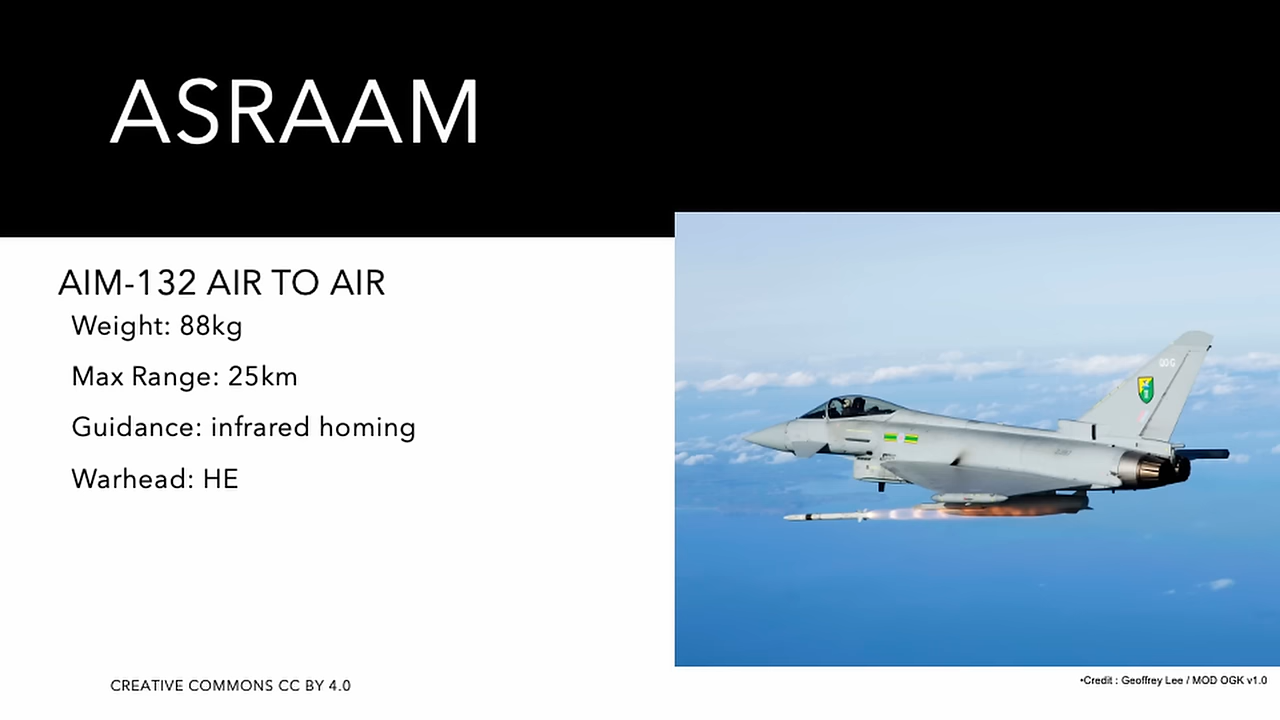 ASRAAM
AIM-132 AIR TO AIR
Weight: 88kg
Max Range: 25km
Guidance: infrared homing
Warhead: HE
CREATIVE COMMONS CC BY 4.0
•Credit : Geoffrey Lee / MOD OGK v1.0